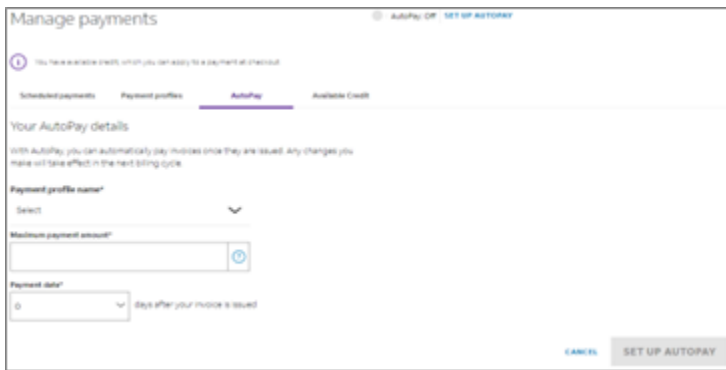 Manage payments
AutoPay: Off SET UP AUTOPAY
You have available credit, which you can apply to a payment at checkout
Scheduled payments Payment profiles AutoPay Available Credit
Your AutoPay details
With AutoPay, you can automatically pay invoices once they are issued. Any changes you
make will take effect in the next billing cycle.
Payment profile name*
Select
Maximum payment amount*
?
Payment date*
0 days after your invoice is issued
CANCEL SET UP AUTOPAY